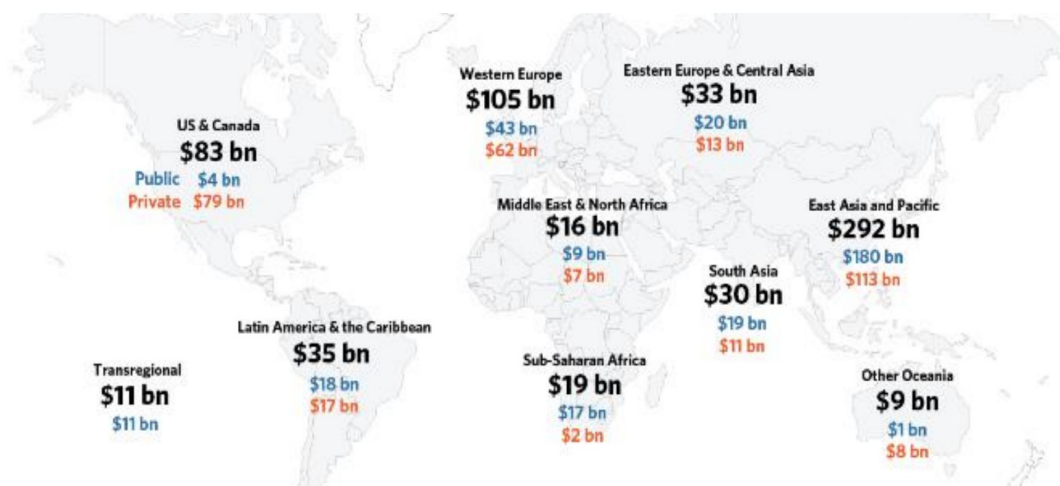 US & Canada
$83 bn
Public $4 bn
Private $79 bn
Western Europe
$105 bn
$43 bn
$62 bn
Eastern Europe & Central Asia
$33 bn
$20 bn
$13 bn
Middle East & North Africa
$16 bn
$9 bn
$7 bn
East Asia and Pacific
$292 bn
$180 bn
$113 bn
South Asia
$30 bn
$19 bn
$11 bn
Latin America & the Caribbean
$35 bn
$18 bn
$17 bn
Transregional
$11 bn
$11 bn
Sub-Saharan Africa
$19 bn
$17 bn
$2 bn
Other Oceania
$9 bn
$1 bn
$8 bn